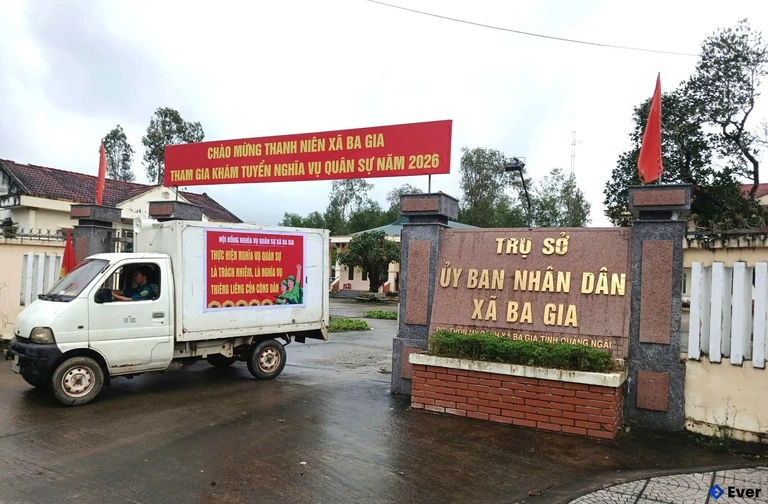 CHÀO MỪNG THANH NIÊN XÃ BA GIA
THAM GIA KHÁM TUYỂN NGHĨA VỤ QUÂN SỰ NĂM 2026
HỘI ĐỒNG NGHĨA VỤ QUÂN SỰ XÃ BA GIA
THỰC HIỆN NGHĨA VỤ QUÂN SỰ
LÀ TRÁCH NHIỆM, LÀ NGHĨA VỤ
THIÊNG LIÊNG CỦA CÔNG DÂN
TRỤ SỞ
ỦY BAN NHÂN DÂN
XÃ BA GIA
XÃ BA GIA TỈNH QUẢNG NGÃI
Ever